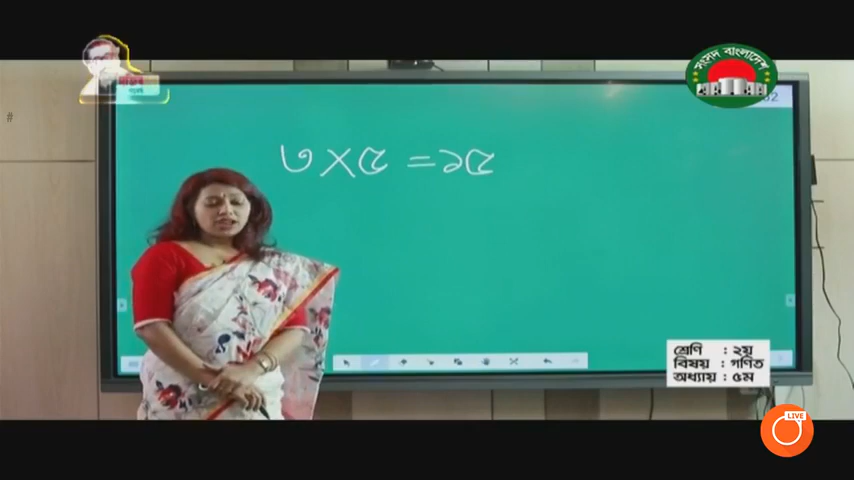 সংসদ বাংলাদেশ
মুজিব
#
৩ X ৫ = ১৫
শ্রেণি : ২য়
বিষয় : গণিত
অধ্যায় : ৫ম
LIVE